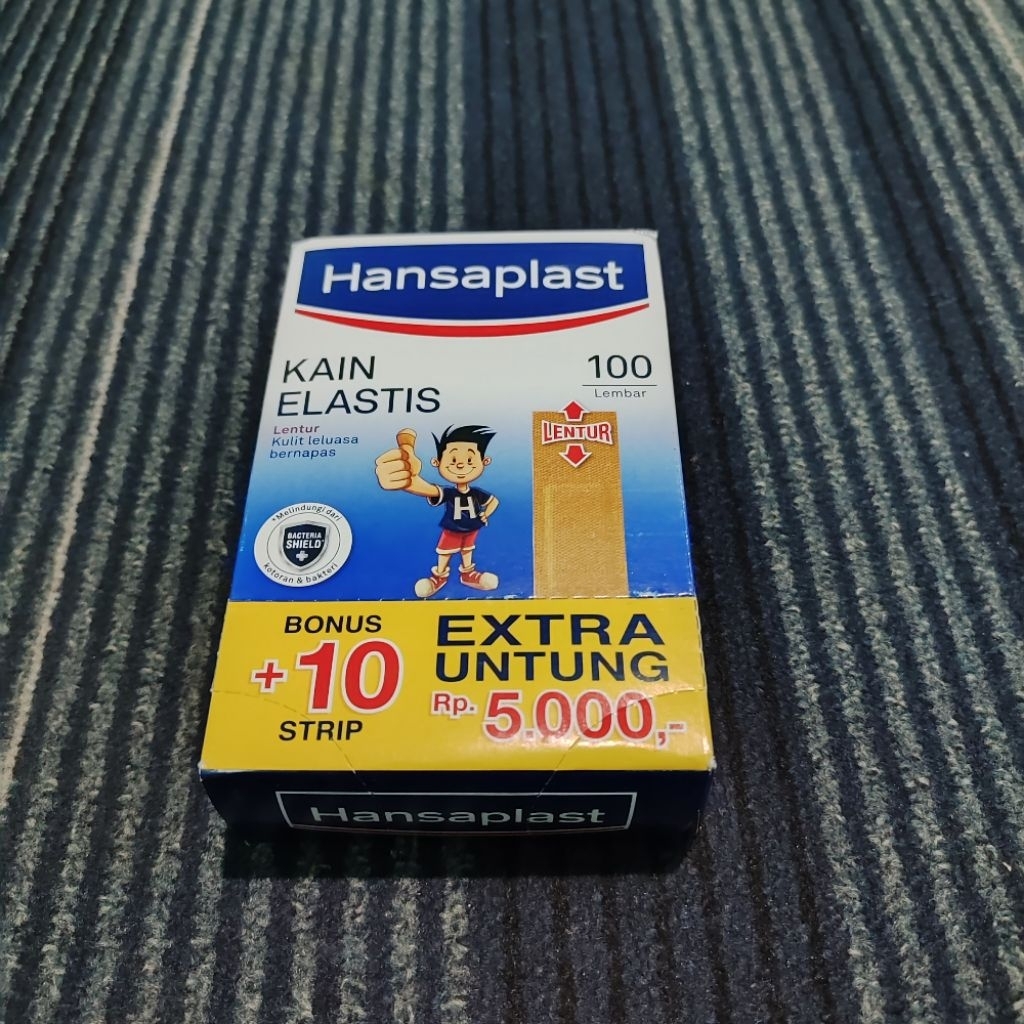 Hansaplast
KAIN
ELASTIS
Lentur
Kulit leluasa
bernapas
100
Lembar
LENTUR
H
*Melindungi dari
BACTERIA
SHIELD
kotoran & bakteri
BONUS
+10
STRIP
EXTRA
UNTUNG
Rp. 5.000,-
Hansaplast